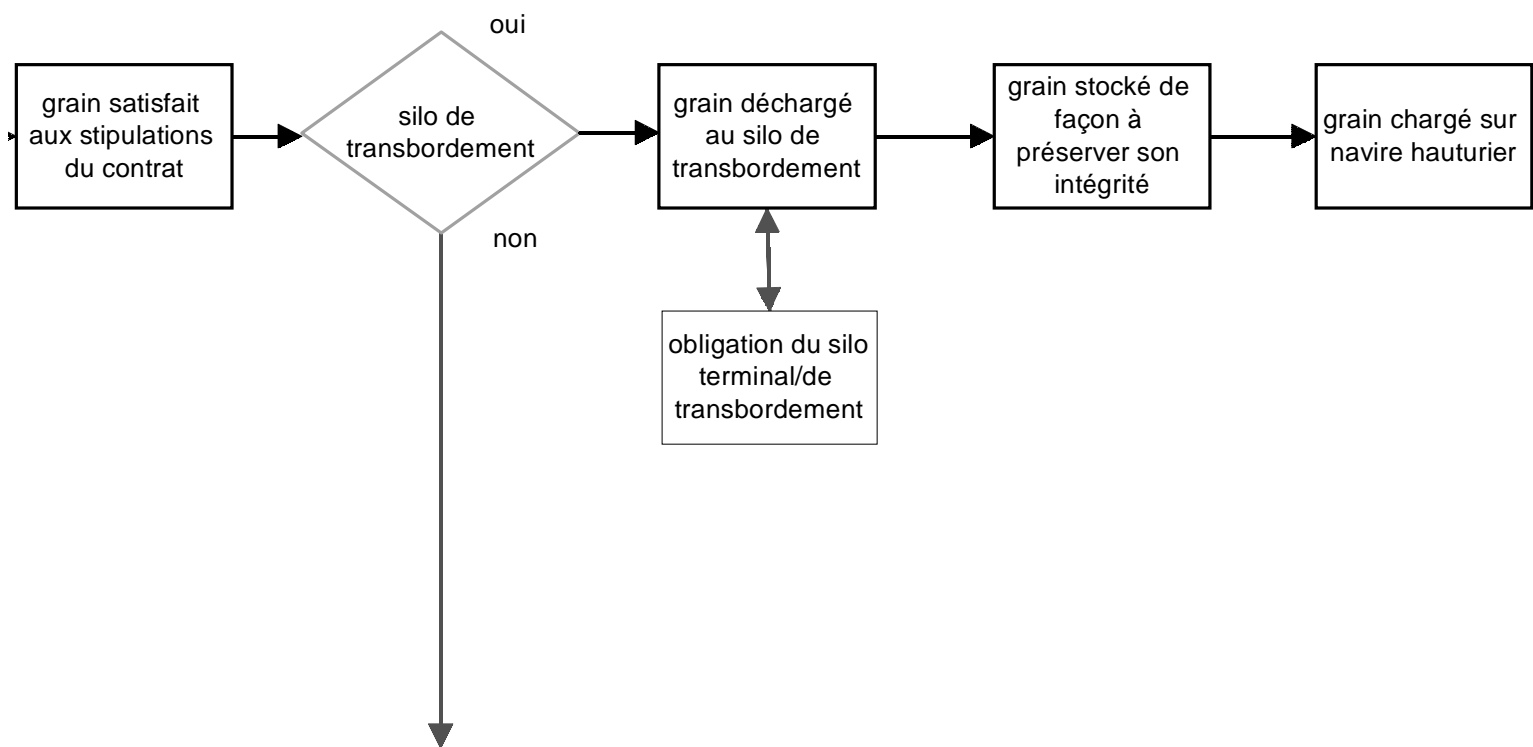 oui
grain satisfait
aux stipulations
du contrat
silo de
transbordement
grain déchargé
au silo de
transbordement
grain stocké de
façon à
préserver son
intégrité
grain chargé sur
navire hauturier
non
obligation du silo
terminal/de
transbordement